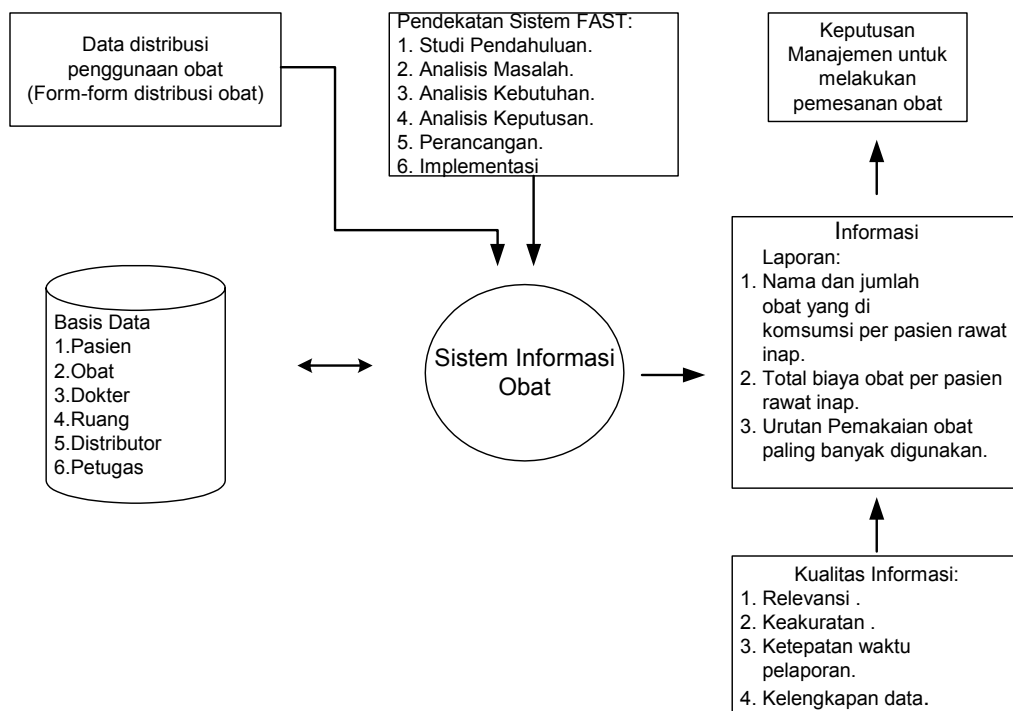 Data distribusi
penggunaan obat
(Form-form distribusi obat)
Pendekatan Sistem FAST:
1. Studi Pendahuluan.
2. Analisis Masalah.
3. Analisis Kebutuhan.
4. Analisis Keputusan.
5. Perancangan.
6. Implementasi
Keputusan
Manajemen untuk
melakukan
pemesanan obat
Basis Data
1.Pasien
2.Obat
3.Dokter
4.Ruang
5.Distributor
6.Petugas
Sistem Informasi
Obat
Informasi
Laporan:
1. Nama dan jumlah
obat yang di
komsumsi per pasien rawat
inap.
2. Total biaya obat per pasien
rawat inap.
3. Urutan Pemakaian obat
paling banyak digunakan.
Kualitas Informasi:
1. Relevansi .
2. Keakuratan .
3. Ketepatan waktu
pelaporan.
4. Kelengkapan data.